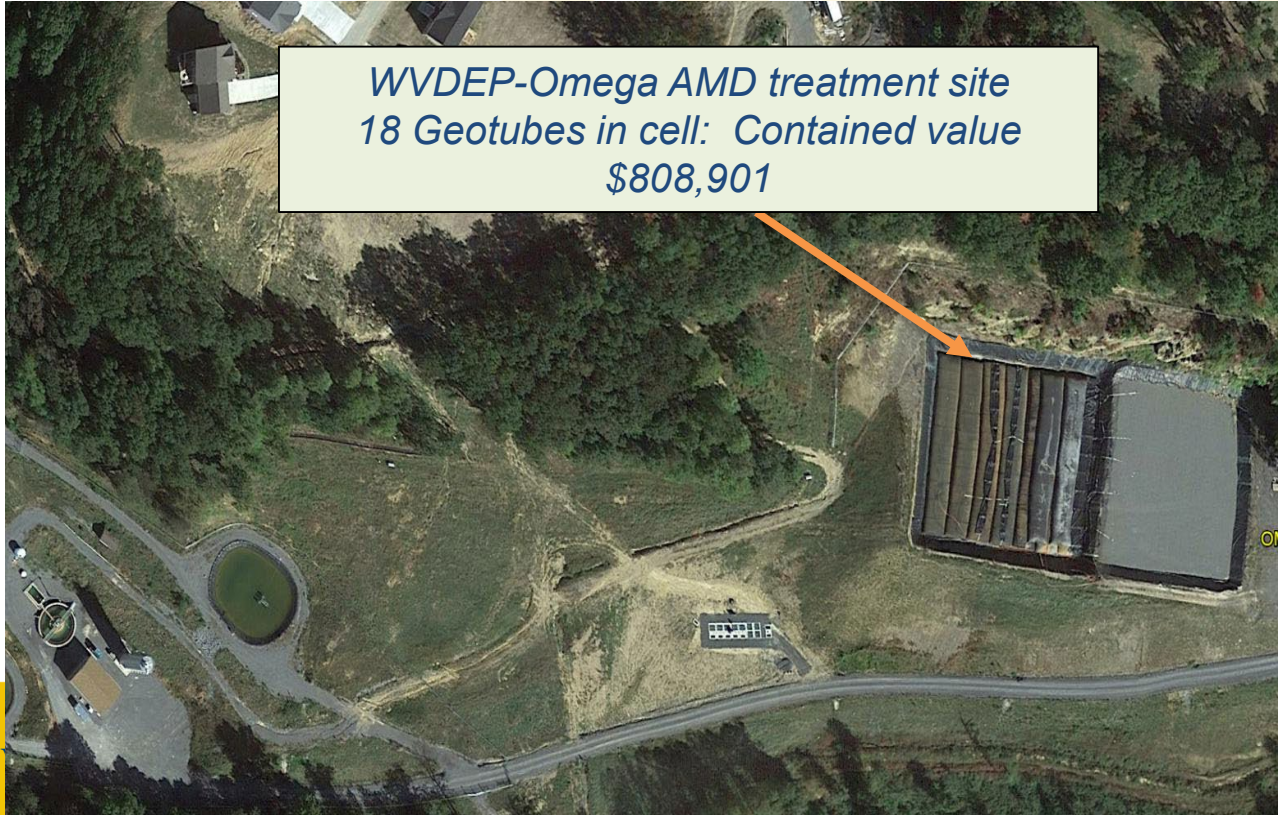 WVDEP-Omega AMD treatment site
18 Geotubes in cell: Contained value
$808,901